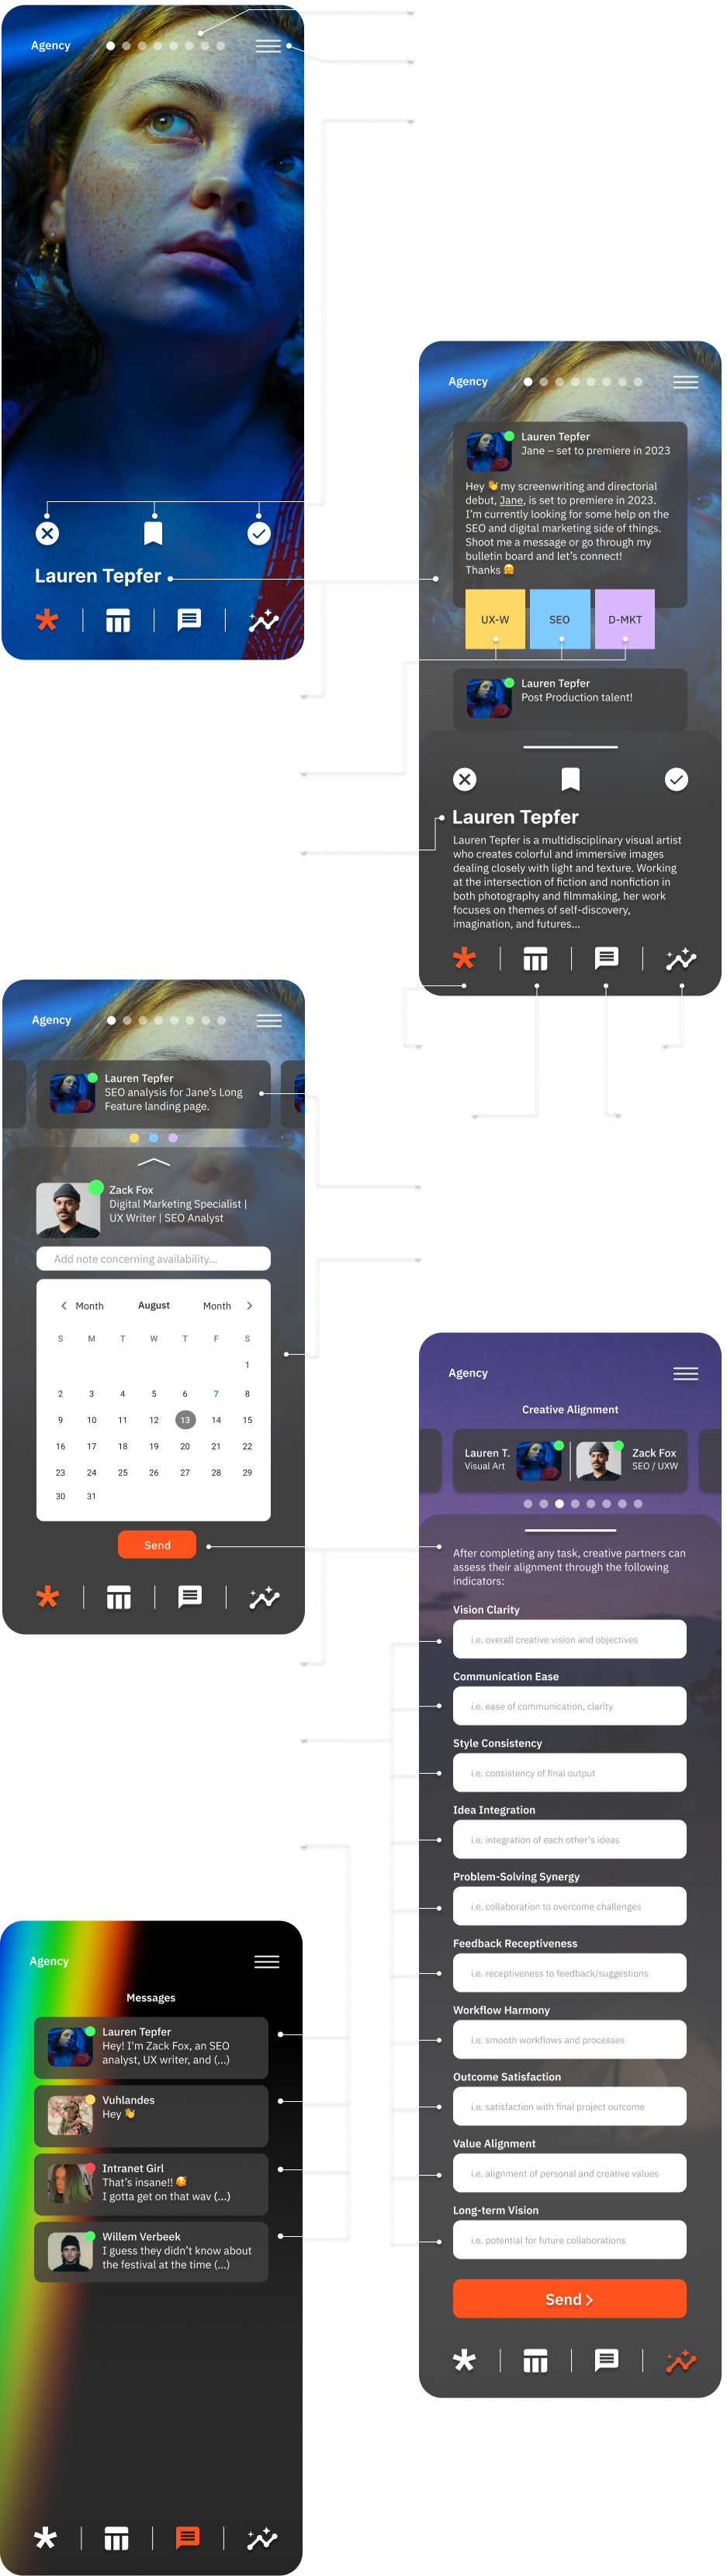 Agency
Lauren Tepfer
Agency
Lauren Tepfer
Jane – set to premiere in 2023
Hey 👋 my screenwriting and directorial
debut, Jane, is set to premiere in 2023.
I'm currently looking for some help on the
SEO and digital marketing side of things.
Shoot me a message or go through my
bulletin board and let's connect!
Thanks 🤗
UX-W SEO D-MKT
Lauren Tepfer
Post Production talent!
Lauren Tepfer
Lauren Tepfer is a multidisciplinary visual artist
who creates colorful and immersive images
dealing closely with light and texture. Working
at the intersection of fiction and nonfiction in
both photography and filmmaking, her work
focuses on themes of self-discovery,
imagination, and futures...
Agency
Lauren Tepfer
SEO analysis for Jane's Long
Feature landing page.
Zack Fox
Digital Marketing Specialist |
UX Writer | SEO Analyst
Add note concerning availability...
Month August Month
S M T W T F S
1
2 3 4 5 6 7 8
9 10 11 12 13 14 15
16 17 18 19 20 21 22
23 24 25 26 27 28 29
30 31
Send
Agency
Creative Alignment
Lauren T.
Visual Art
Zack Fox
SEO / UXW
After completing any task, creative partners can
assess their alignment through the following
indicators:
Vision Clarity
i.e. overall creative vision and objectives
Communication Ease
i.e. ease of communication, clarity
Style Consistency
i.e. consistency of final output
Idea Integration
i.e. integration of each other's ideas
Problem-Solving Synergy
i.e. collaboration to overcome challenges
Feedback Receptiveness
i.e. receptiveness to feedback/suggestions
Workflow Harmony
i.e. smooth workflows and processes
Outcome Satisfaction
i.e. satisfaction with final project outcome
Value Alignment
i.e. alignment of personal and creative values
Long-term Vision
i.e. potential for future collaborations
Send
Agency
Messages
Lauren Tepfer
Hey! I'm Zack Fox, an SEO
analyst, UX writer, and (...)
Vuhlandes
Hey 👋
Intranet Girl
That's insane!! 🥰
I gotta get on that wav (...)
Willem Verbeek
I guess they didn't know about
the festival at the time (...)